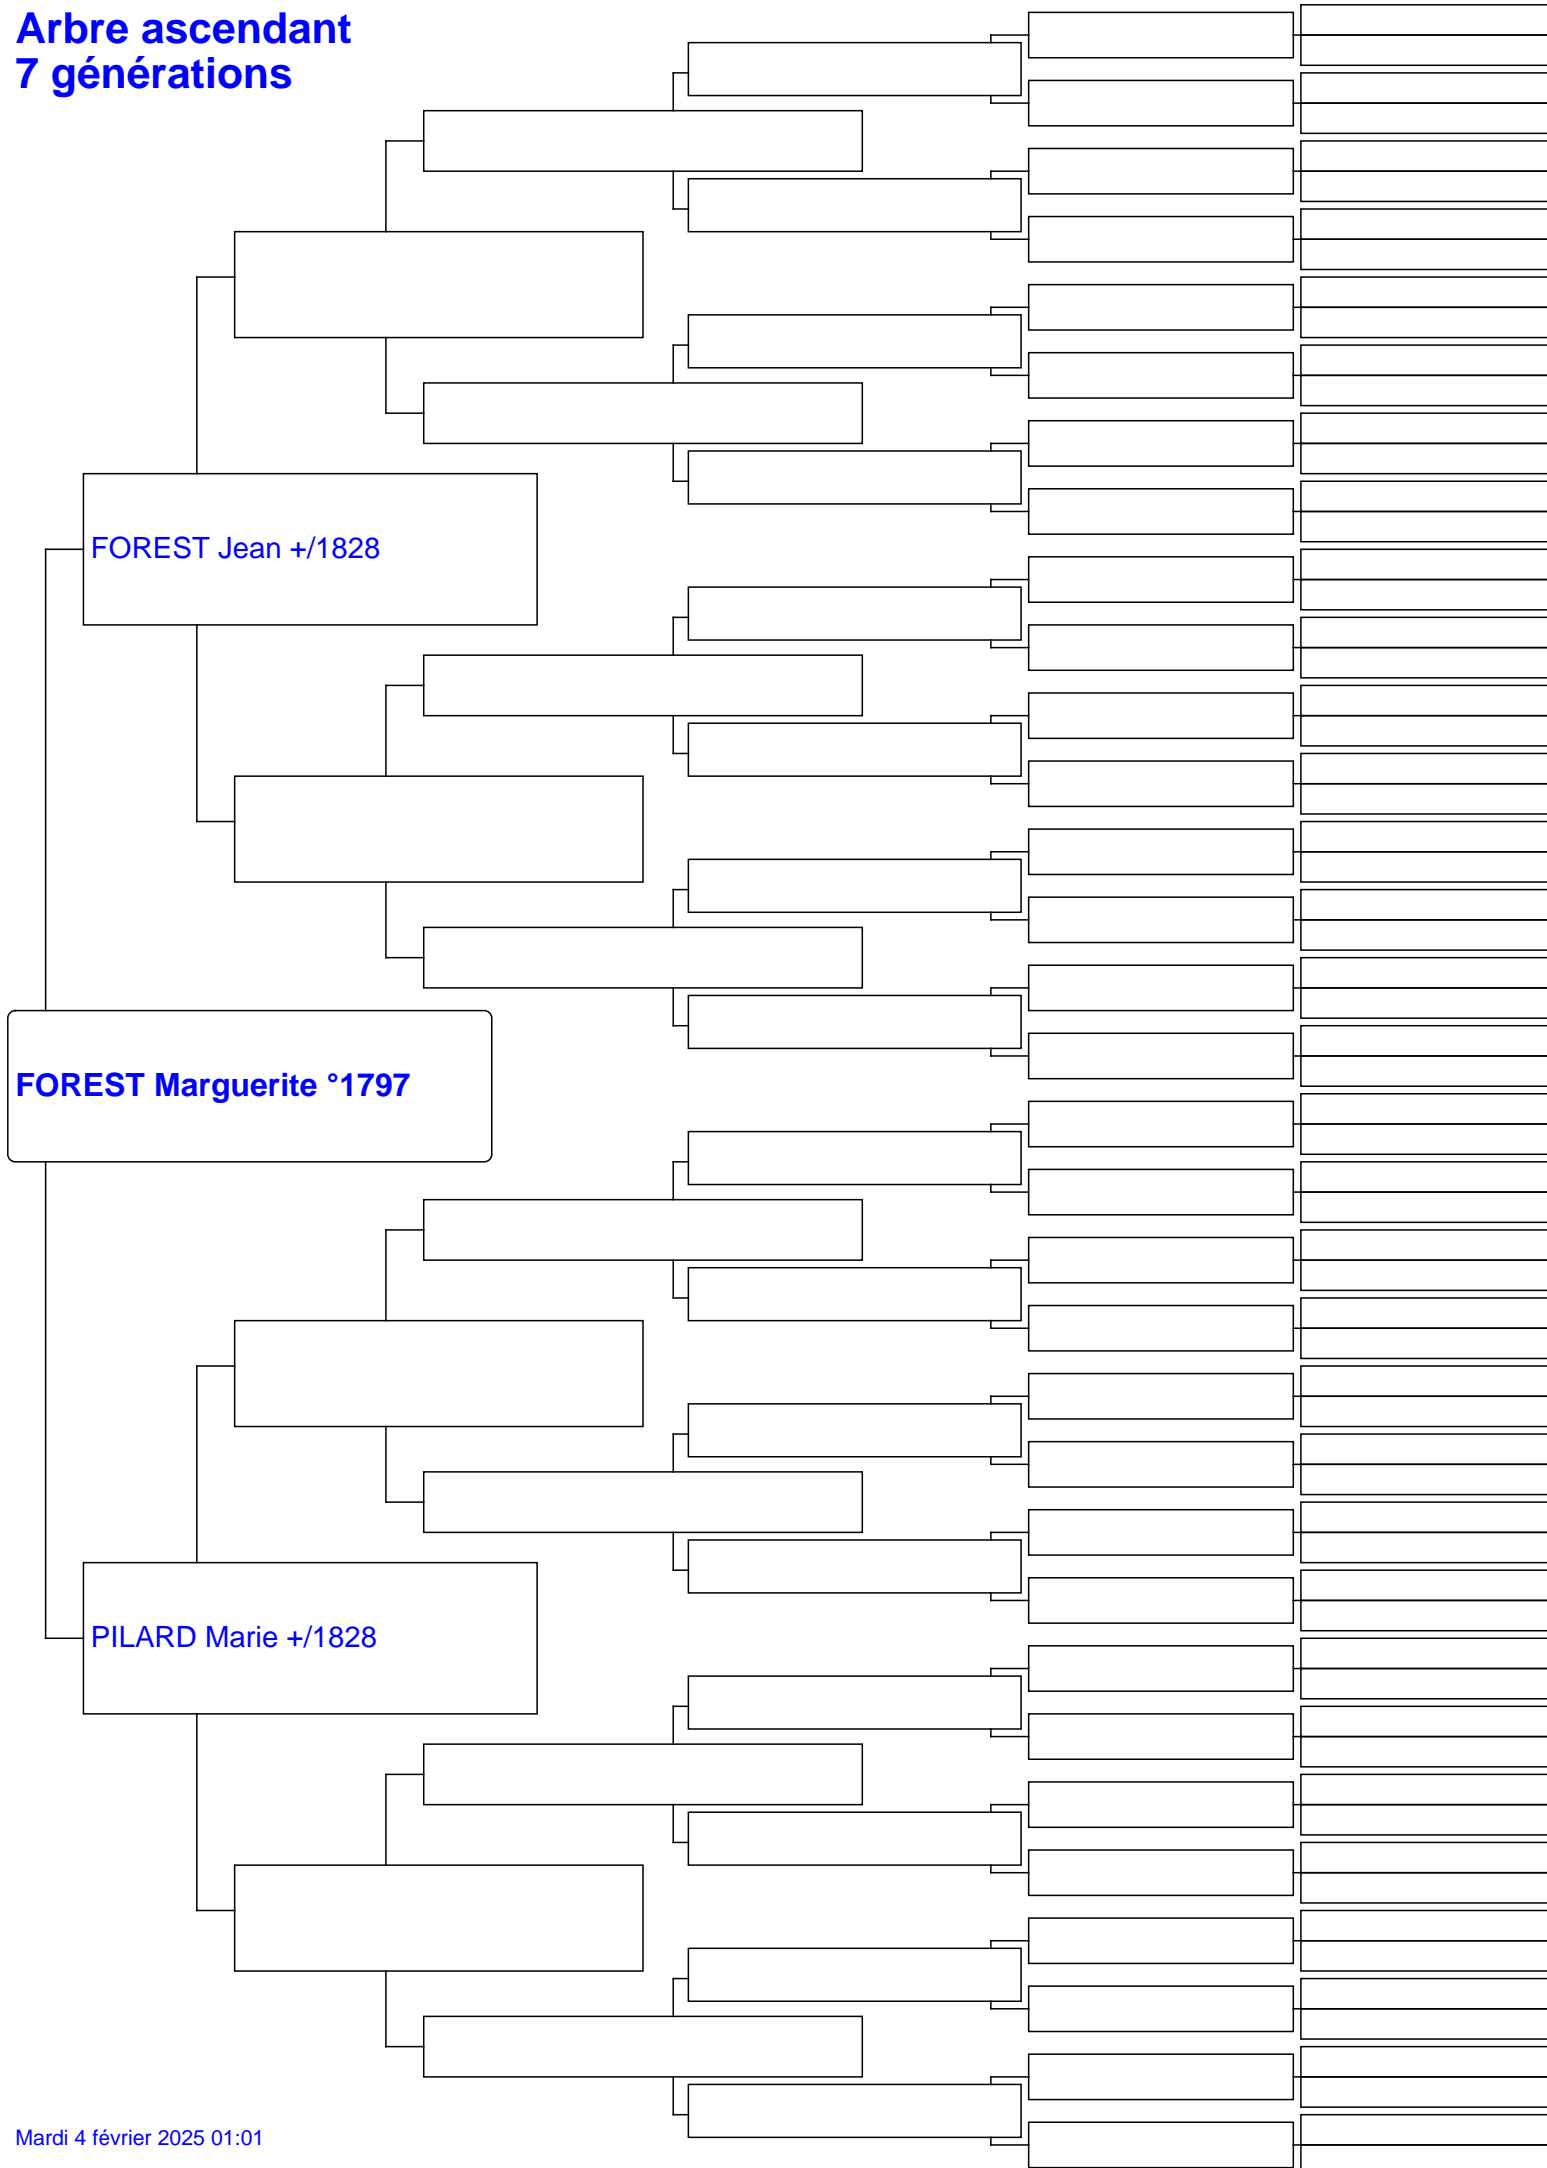 Arbre ascendant
7 générations
FOREST Jean +/1828
FOREST Marguerite °1797
PILARD Marie +/1828
Mardi 4 février 2025 01:01